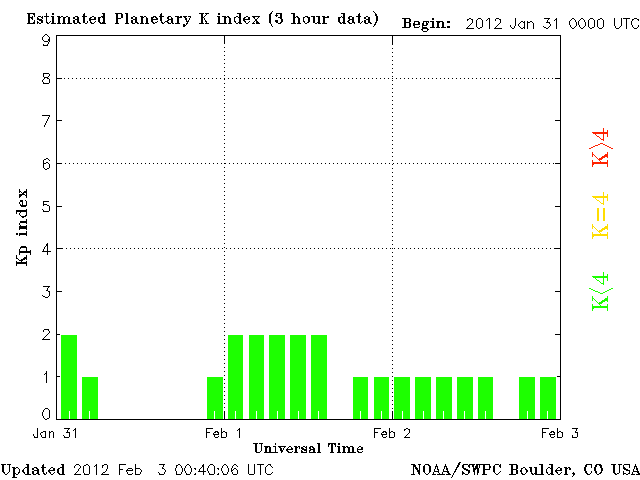 Estimated Planetary K index (3 hour data) Begin: 2012 Jan 31 0000 UTC
9
8
7
6
5
4
3
2
1
0
Kp index
K>4
K=4
K<4
Jan 31 Feb 1 Feb 2 Feb 3
Universal Time
Updated 2012 Feb 3 00:40:06 UTC NOAA/SWPC Boulder, CO USA